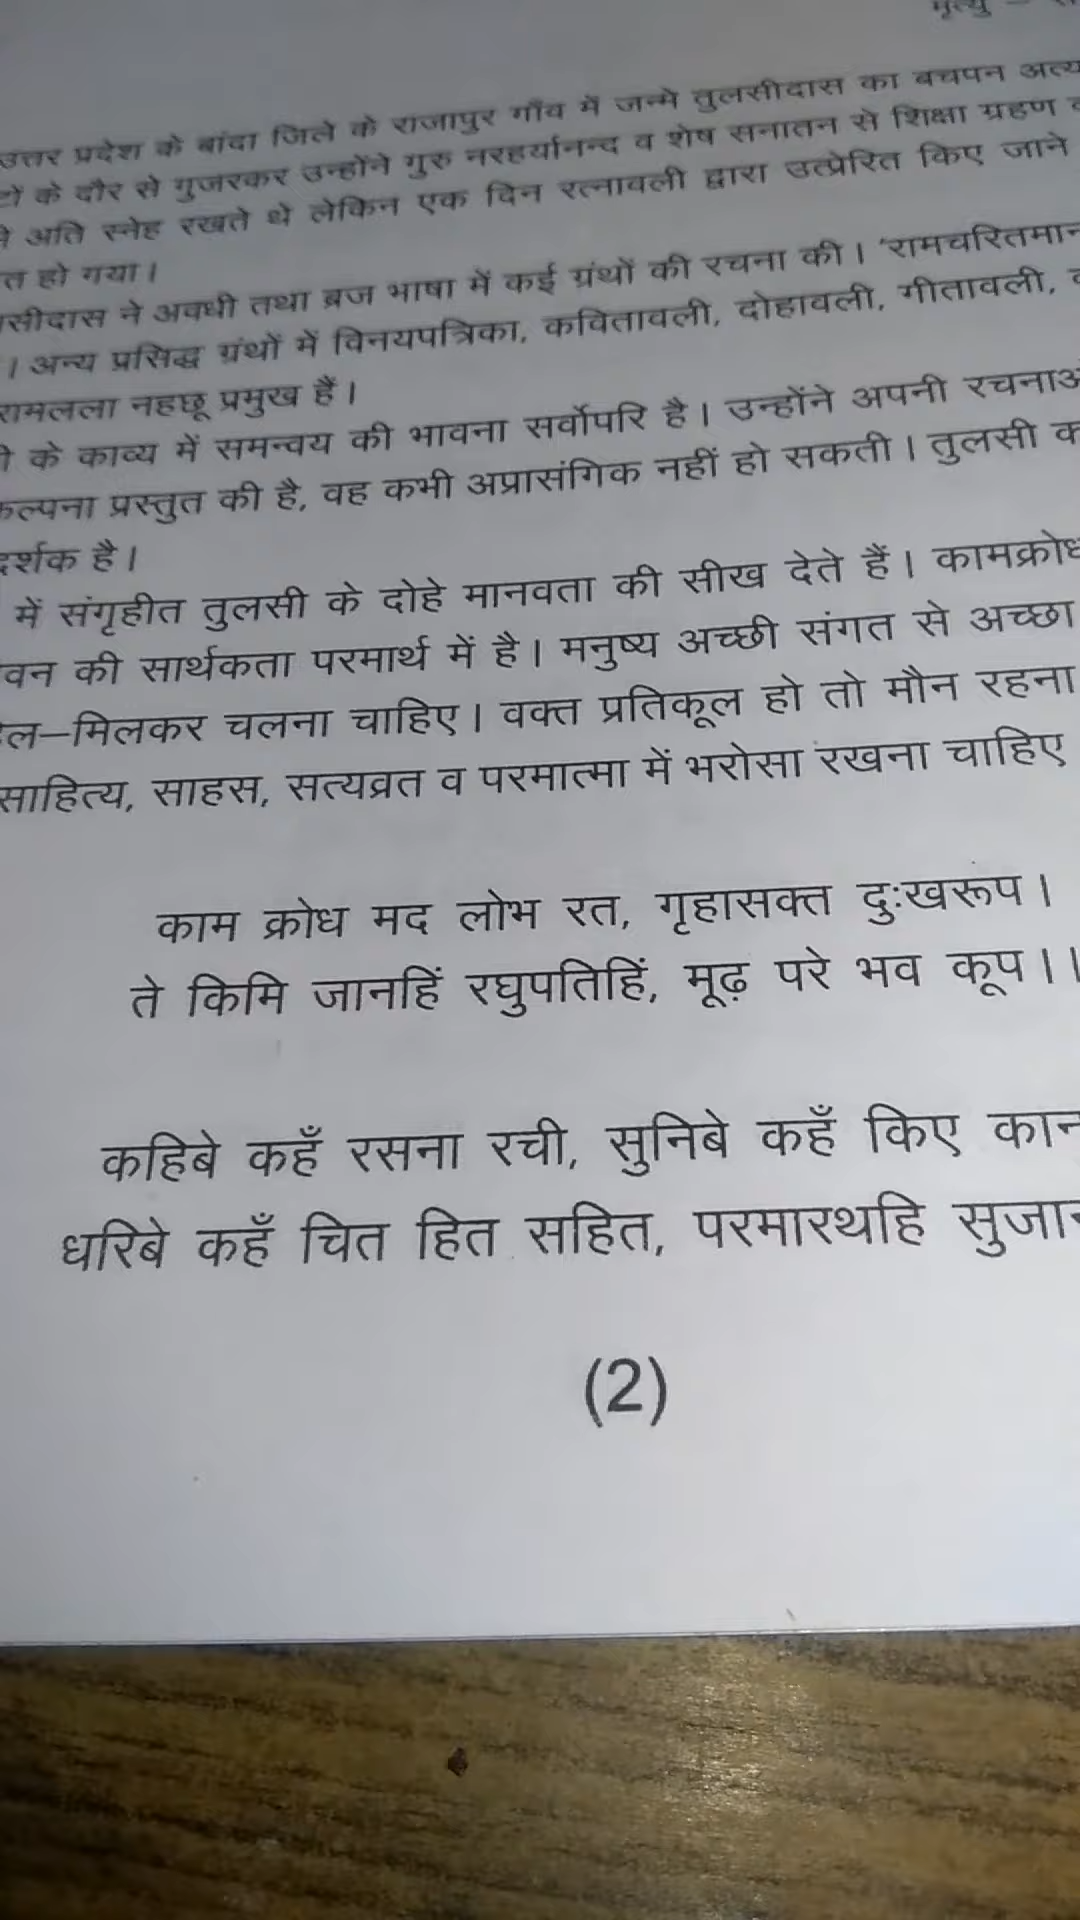 मृत्यु –
उत्तर प्रदेश के बांदा जिले के राजापुर गाँव में जन्मे तुलसीदास का बचपन
के दौर से गुजरकर उन्होंने गुरु नरहर्यानन्द व शेष सनातन से शिक्षा ग्रहण
अति स्नेह रखते थे लेकिन एक दिन रत्नावली द्वारा उत्प्रेरित किए जाने
हो गया।
ने अवधी तथा ब्रज भाषा में कई ग्रंथों की रचना की। 'रामचरितमान
। अन्य प्रसिद्ध ग्रंथों में विनयपत्रिका, कवितावली, दोहावली, गीतावली,
रामलला नहछू प्रमुख हैं।
के काव्य में समन्वय की भावना सर्वोपरि है। उन्होंने अपनी
प्रस्तुत की है, वह कभी अप्रासंगिक नहीं हो सकती। तुलसी
है।
में संगृहीत तुलसी के दोहे मानवता की सीख देते हैं। कामक्रोध
वन की सार्थकता परमार्थ में है। मनुष्य अच्छी संगत से अच्छा
ल–मिलकर चलना चाहिए। वक्त प्रतिकूल हो तो मौन रहना
साहित्य, साहस, सत्यव्रत व परमात्मा में भरोसा रखना चाहिए
काम क्रोध मद लोभ रत, गृहासक्त दुःखरूप।
ते किमि जानहिं रघुपतिहिं, मूढ़ परे भव कूप।।
कहिबे कहँ रसना रची, सुनिबे कहँ किए कान
धरिबे कहँ चित हित सहित, परमारथहि सुजान
(2)